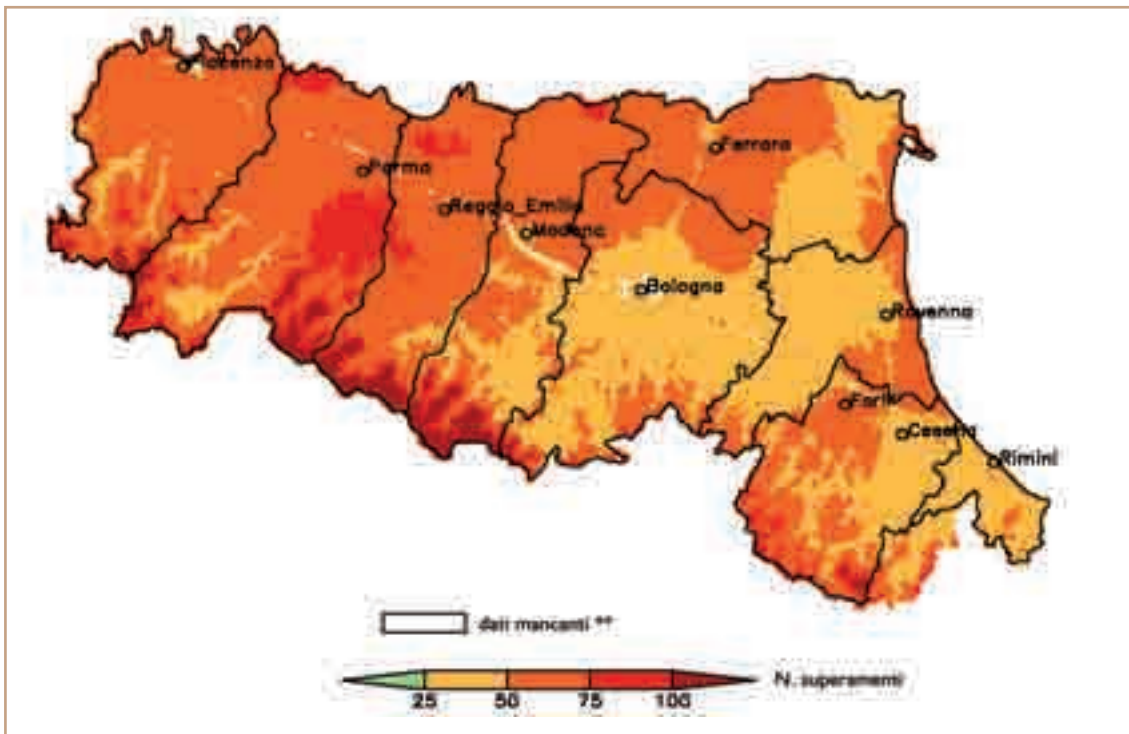 Piacenza
Parma
Reggio_Emilia
Modena
Ferrara
Bologna
Ravenna
Forlì
Cesena
Rimini
dati mancanti **
25 50 75 100
N. superamenti